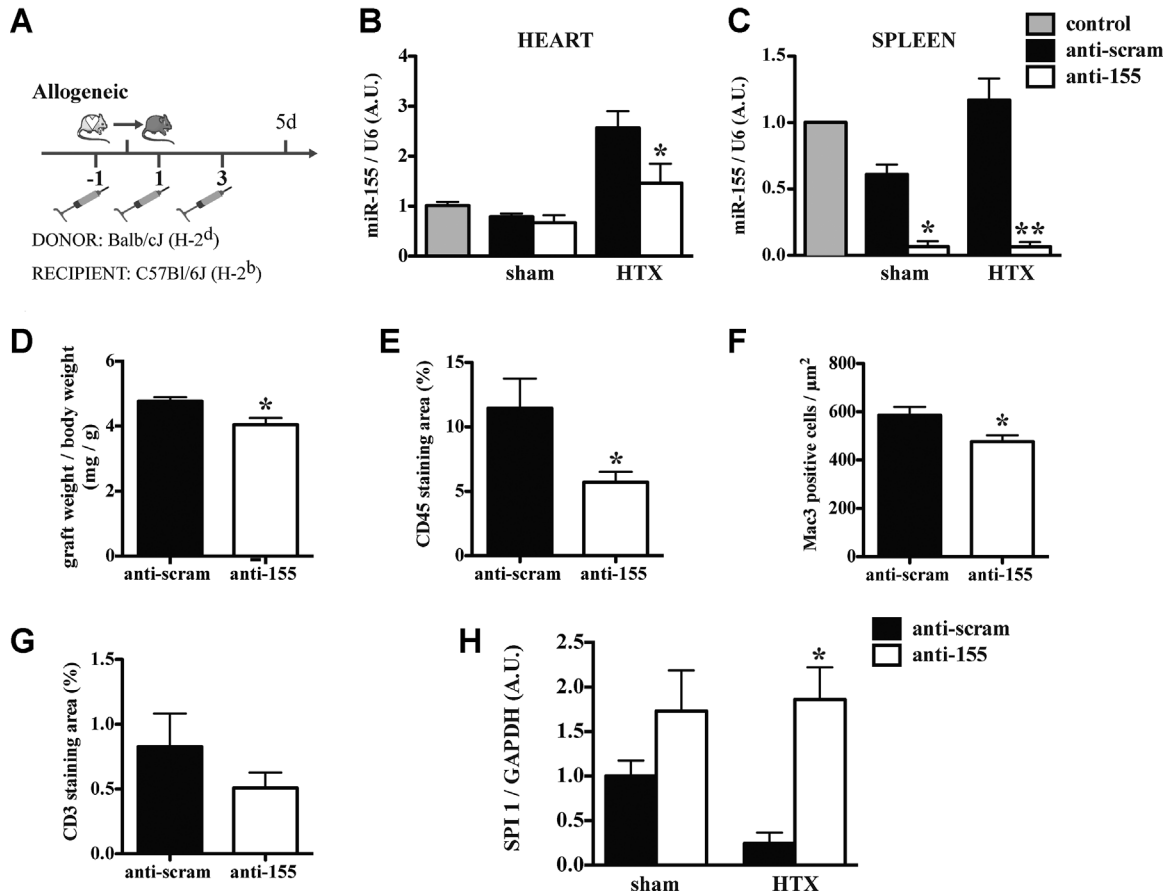 A
Allogeneic
5d
-1 1 3
DONOR: Balb/cJ (H-2d)
RECIPIENT: C57Bl/6J (H-2b)
B
HEART
miR-155 / U6 (A.U.)
4
3
2
1
0
*
sham HTX
C
SPLEEN
miR-155 / U6 (A.U.)
1.5
1.0
0.5
0.0
* **
sham HTX
control
anti-scram
anti-155
D
graft weight / body weight
(mg / g)
6
4
2
0
*
anti-scram anti-155
E
CD45 staining area (%)
15
10
5
0
*
anti-scram anti-155
F
Mac3 positive cells / µm2
800
600
400
200
0
*
anti-scram anti-155
G
CD3 staining area (%)
1.5
1.0
0.5
0.0
anti-scram anti-155
H
SPI 1 / GAPDH (A.U.)
2.5
2.0
1.5
1.0
0.5
0.0
*
sham HTX
anti-scram
anti-155